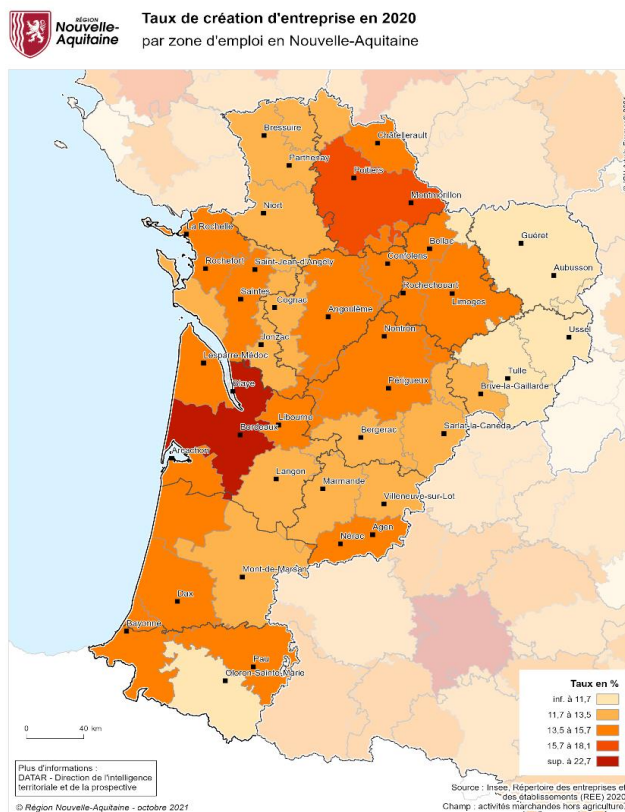 RÉGION
Nouvelle-
Aquitaine
Taux de création d'entreprise en 2020
par zone d'emploi en Nouvelle-Aquitaine
Bressuire
Châtellerault
Parthenay
Poitiers
Montmorillon
Niort
La Rochelle
Bellac
Guéret
Rochefort
Saint-Jean-d'Angely
Confolens
Aubusson
Saintes
Cognac
Rochechouart
Limoges
Angoulême
Jonzac
Nontron
Ussel
Lesparre-Médoc
Tulle
Blaye
Périgueux
Brive-la-Gaillarde
Libourne
Bordeaux
Bergerac
Sarlat-la-Canéda
Arcachon
Langon
Marmande
Villeneuve-sur-Lot
Agen
Nérac
Mont-de-Marsan
Dax
Bayonne
Pau
Oloron-Sainte-Marie
Taux en %
inf. à 11,7
11,7 à 13,5
13,5 à 15,7
15,7 à 18,1
sup. à 22,7
0 40 km
Plus d'informations :
DATAR - Direction de l'intelligence
territoriale et de la prospective
Source : Insee, Répertoire des entreprises et
des établissements (REE) 2020
Champ : activités marchandes hors agriculture
© Région Nouvelle-Aquitaine - octobre 2021